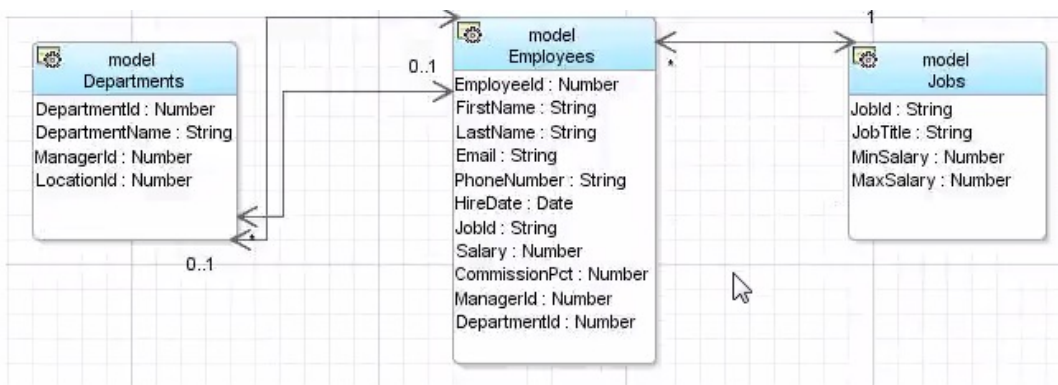 model
Departments
DepartmentId : Number
DepartmentName : String
ManagerId : Number
LocationId : Number
*
0..1
0..1
model
Employees
EmployeeId : Number
FirstName : String
LastName : String
Email : String
PhoneNumber : String
HireDate : Date
JobId : String
Salary : Number
CommissionPct : Number
ManagerId : Number
DepartmentId : Number
*
1
model
Jobs
JobId : String
JobTitle : String
MinSalary : Number
MaxSalary : Number